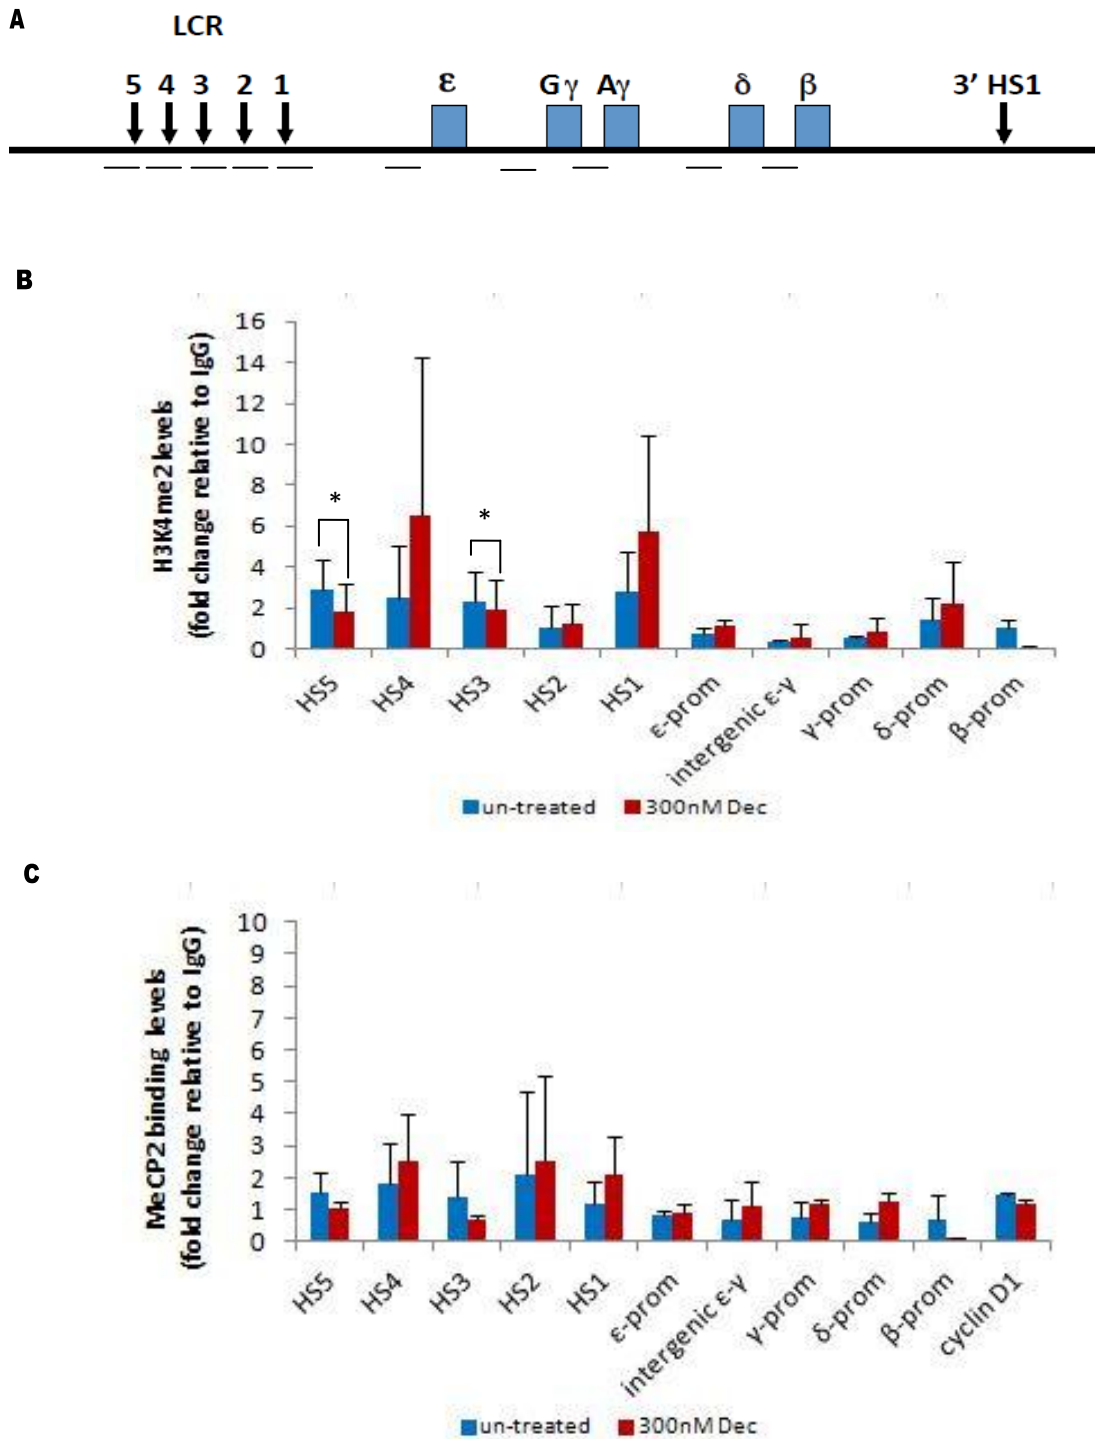 A
LCR
5 4 3 2 1 ε Gγ Aγ δ β 3’ HS1
B
H3K4me2 levels
(fold change relative to IgG)
16
14
12
10
8
6
4
2
0
*
*
HS5 HS4 HS3 HS2 HS1 ε-prom intergenic ε-γ γ-prom δ-prom β-prom
un-treated 300nM Dec
C
MeCP2 binding levels
(fold change relative to IgG)
10
9
8
7
6
5
4
3
2
1
0
HS5 HS4 HS3 HS2 HS1 ε-prom intergenic ε-γ γ-prom δ-prom β-prom cyclin D1
un-treated 300nM Dec